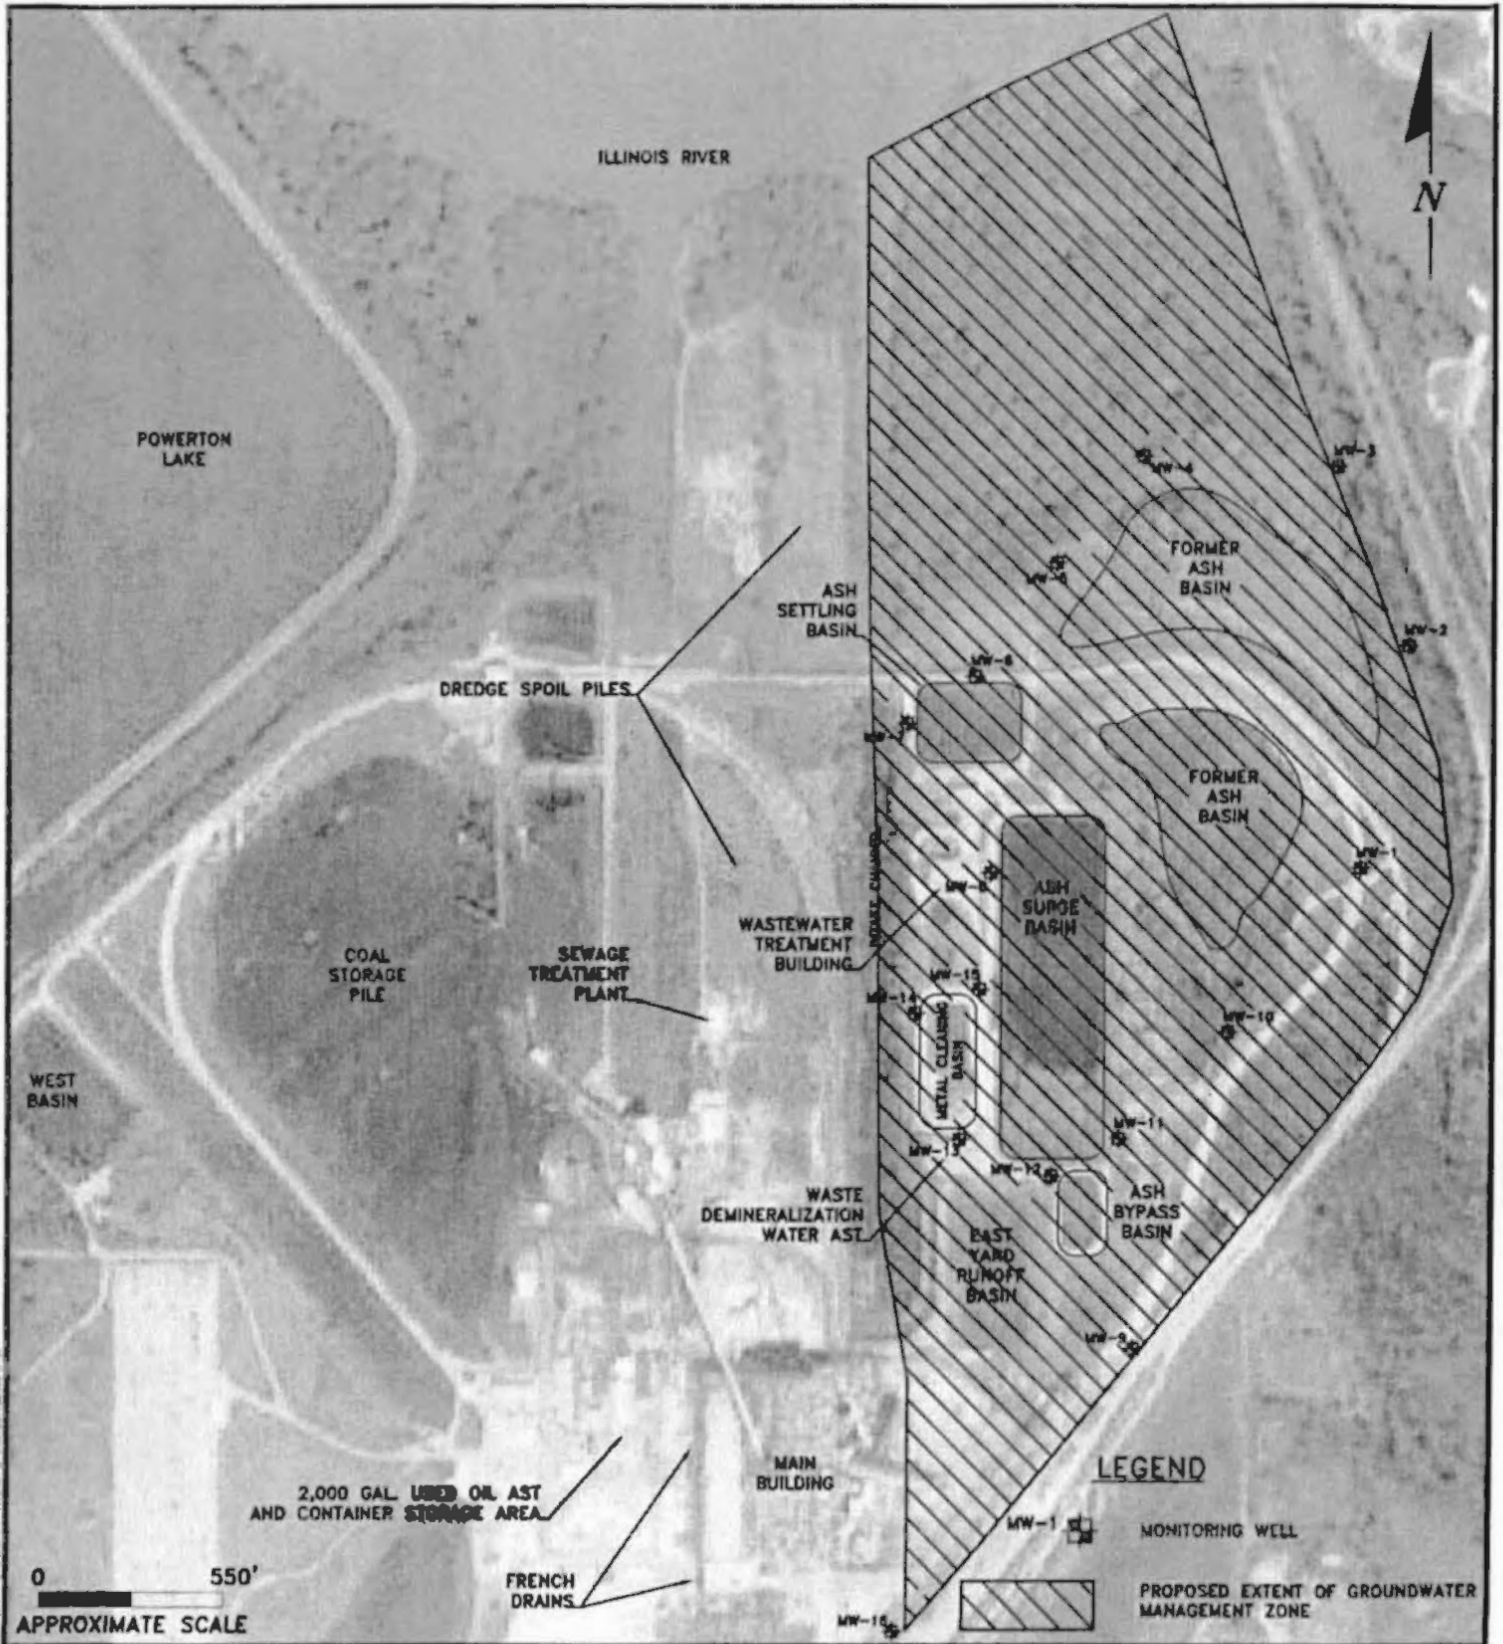 ILLINOIS RIVER
N
POWERTON
LAKE
MW-4
MW-3
FORMER
ASH
BASIN
MW-5
ASH
SETTLING
BASIN
MW-2
MW-6
DREDGE SPOIL PILES
FORMER
ASH
BASIN
MW-1
MW-8
ASH
SURGE
BASIN
INTAKE CHANNEL
WASTEWATER
TREATMENT
BUILDING
COAL
STORAGE
PILE
SEWAGE
TREATMENT
PLANT
MW-15
MW-14
METAL CLEANING
BASIN
MW-10
WEST
BASIN
MW-11
MW-13
MW-12
WASTE
DEMINERALIZATION
WATER AST
ASH
BYPASS
BASIN
EAST
YARD
RUNOFF
BASIN
MW-9
MAIN
BUILDING
2,000 GAL. USED OIL AST
AND CONTAINER STORAGE AREA
FRENCH
DRAINS
LEGEND
MW-1
MONITORING WELL
PROPOSED EXTENT OF GROUNDWATER
MANAGEMENT ZONE
0 550'
APPROXIMATE SCALE
MW-16